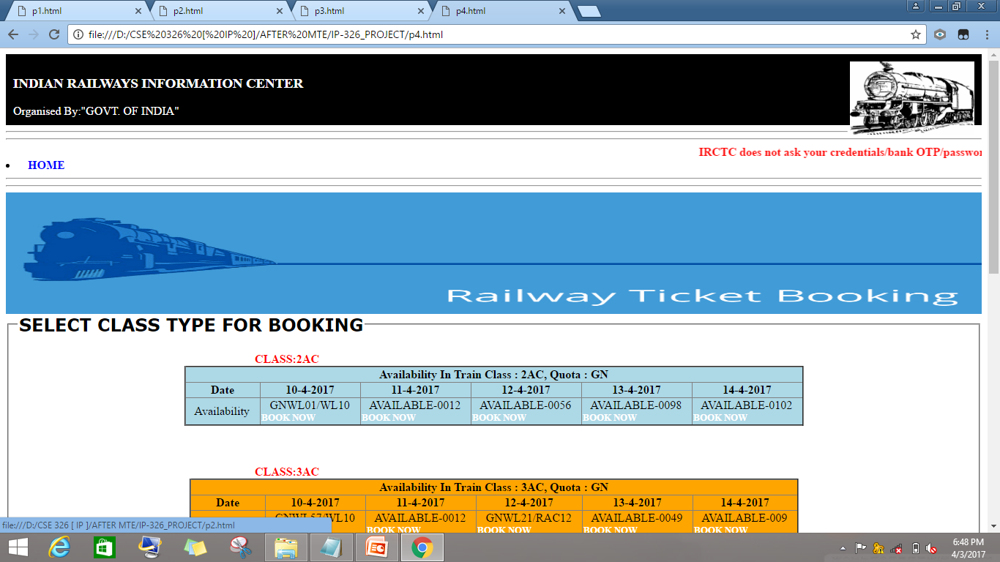 p1.html p2.html p3.html p4.html
file:///D:/CSE%20326%20[%20IP%20]/AFTER%20MTE/IP-326_PROJECT/p4.html
INDIAN RAILWAYS INFORMATION CENTER
Organised By:"GOVT. OF INDIA"
IRCTC does not ask your credentials/bank OTP/passwor
HOME
Railway Ticket Booking
SELECT CLASS TYPE FOR BOOKING
CLASS:2AC
Availability In Train Class : 2AC, Quota : GN
Date 10-4-2017 11-4-2017 12-4-2017 13-4-2017 14-4-2017
Availability GNWL01/WL10 AVAILABLE-0012 AVAILABLE-0056 AVAILABLE-0098 AVAILABLE-0102
BOOK NOW BOOK NOW BOOK NOW BOOK NOW BOOK NOW
CLASS:3AC
Availability In Train Class : 3AC, Quota : GN
Date 10-4-2017 11-4-2017 12-4-2017 13-4-2017 14-4-2017
GNWL57/WL10 AVAILABLE-0012 GNWL21/RAC12 AVAILABLE-0049 AVAILABLE-009
BOOK NOW BOOK NOW BOOK NOW BOOK NOW
file:///D:/CSE 326 [ IP ]/AFTER MTE/IP-326_PROJECT/p2.html
6:48 PM
4/3/2017